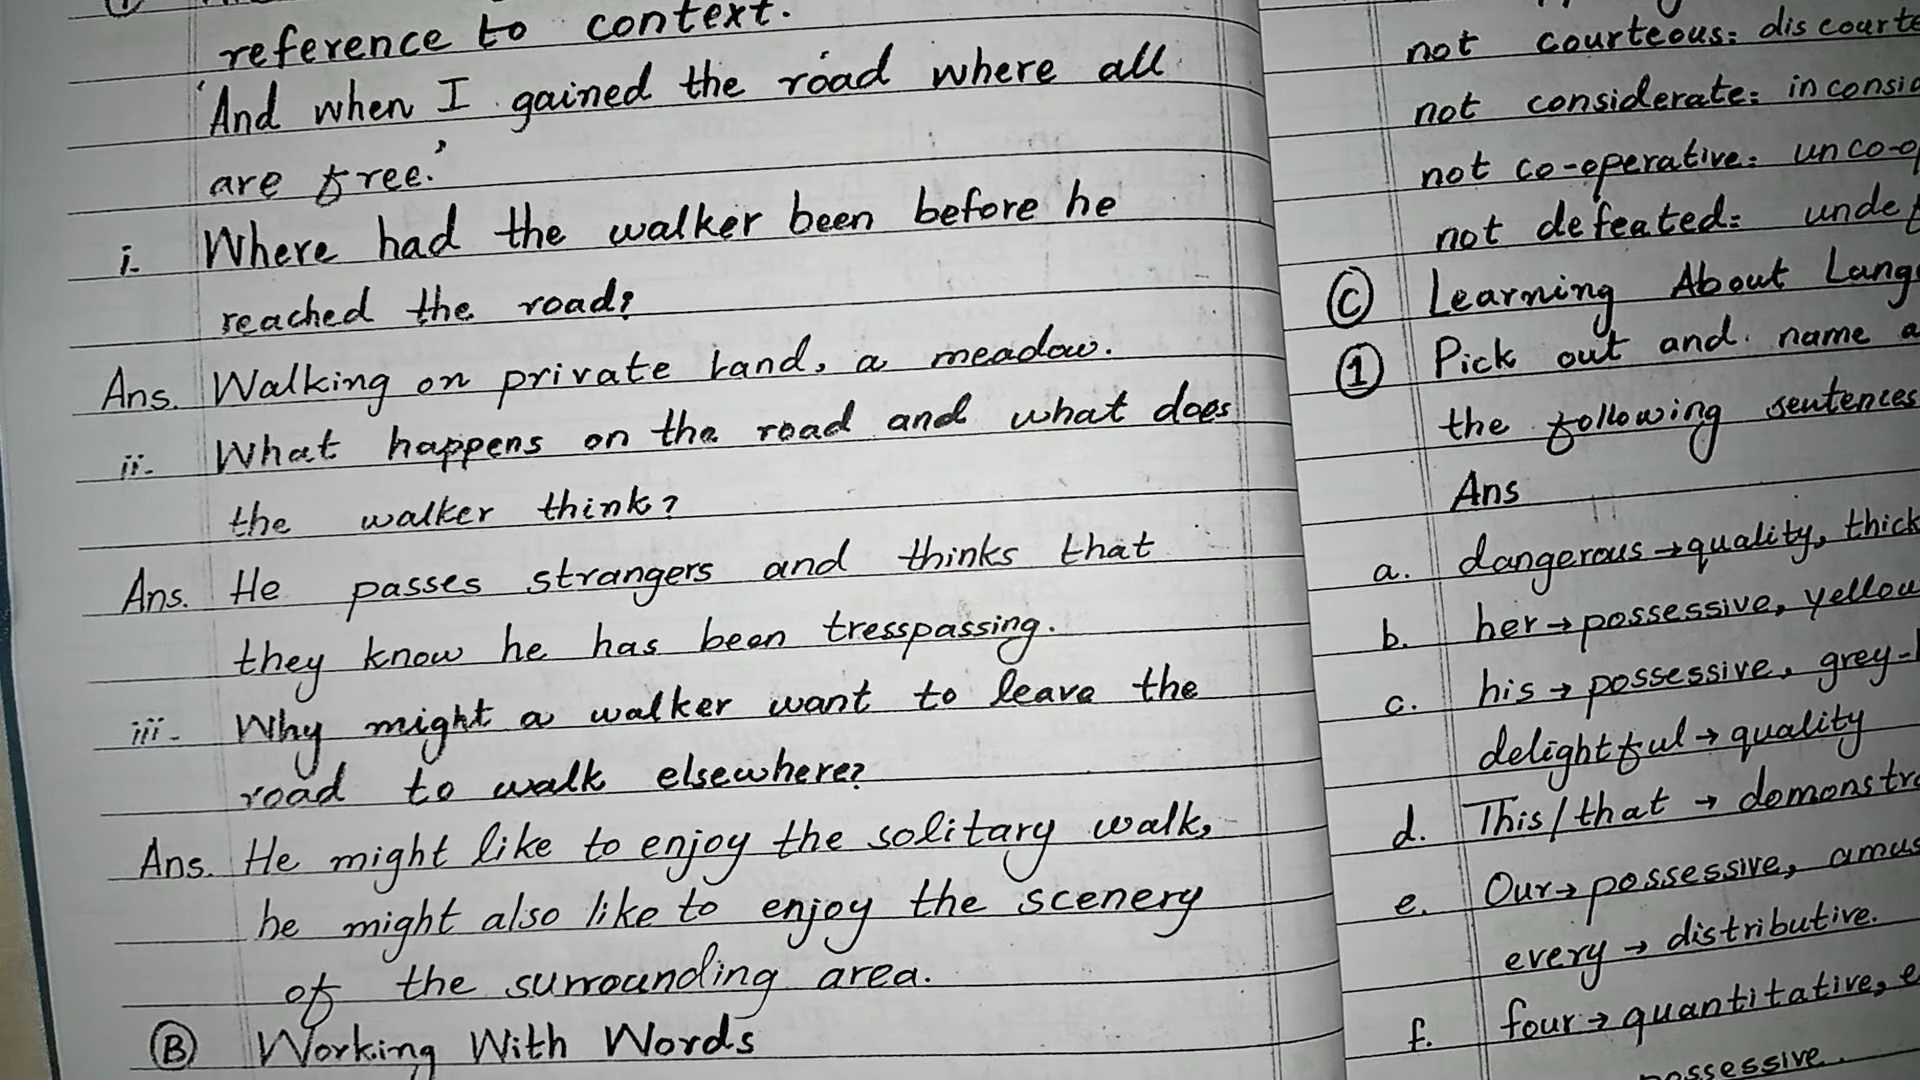 reference to context.
'And when I gained the road where all
are free.'
i. Where had the walker been before he
reached the road?
Ans. Walking on private land, a meadow.
ii. What happens on the road and what does
the walker think?
Ans. He passes strangers and thinks that
they know he has been tresspassing.
iii. Why might a walker want to leave the
road to walk elsewhere?
Ans. He might like to enjoy the solitary walk,
he might also like to enjoy the scenery
of the surrounding area.
(B) Working With Words
not courteous: discourte
not considerate: inconsid
not co-operative: unco-o
not defeated: undef
(C) Learning About Lang
(1) Pick out and name a
the following sentences
Ans
a. dangerous → quality, thick
b. her → possessive, yellow
c. his → possessive, grey-
delightful → quality
d. This/that → demonstra
e. Our → possessive, amus
every → distributive.
f. four → quantitative, e
possessive.